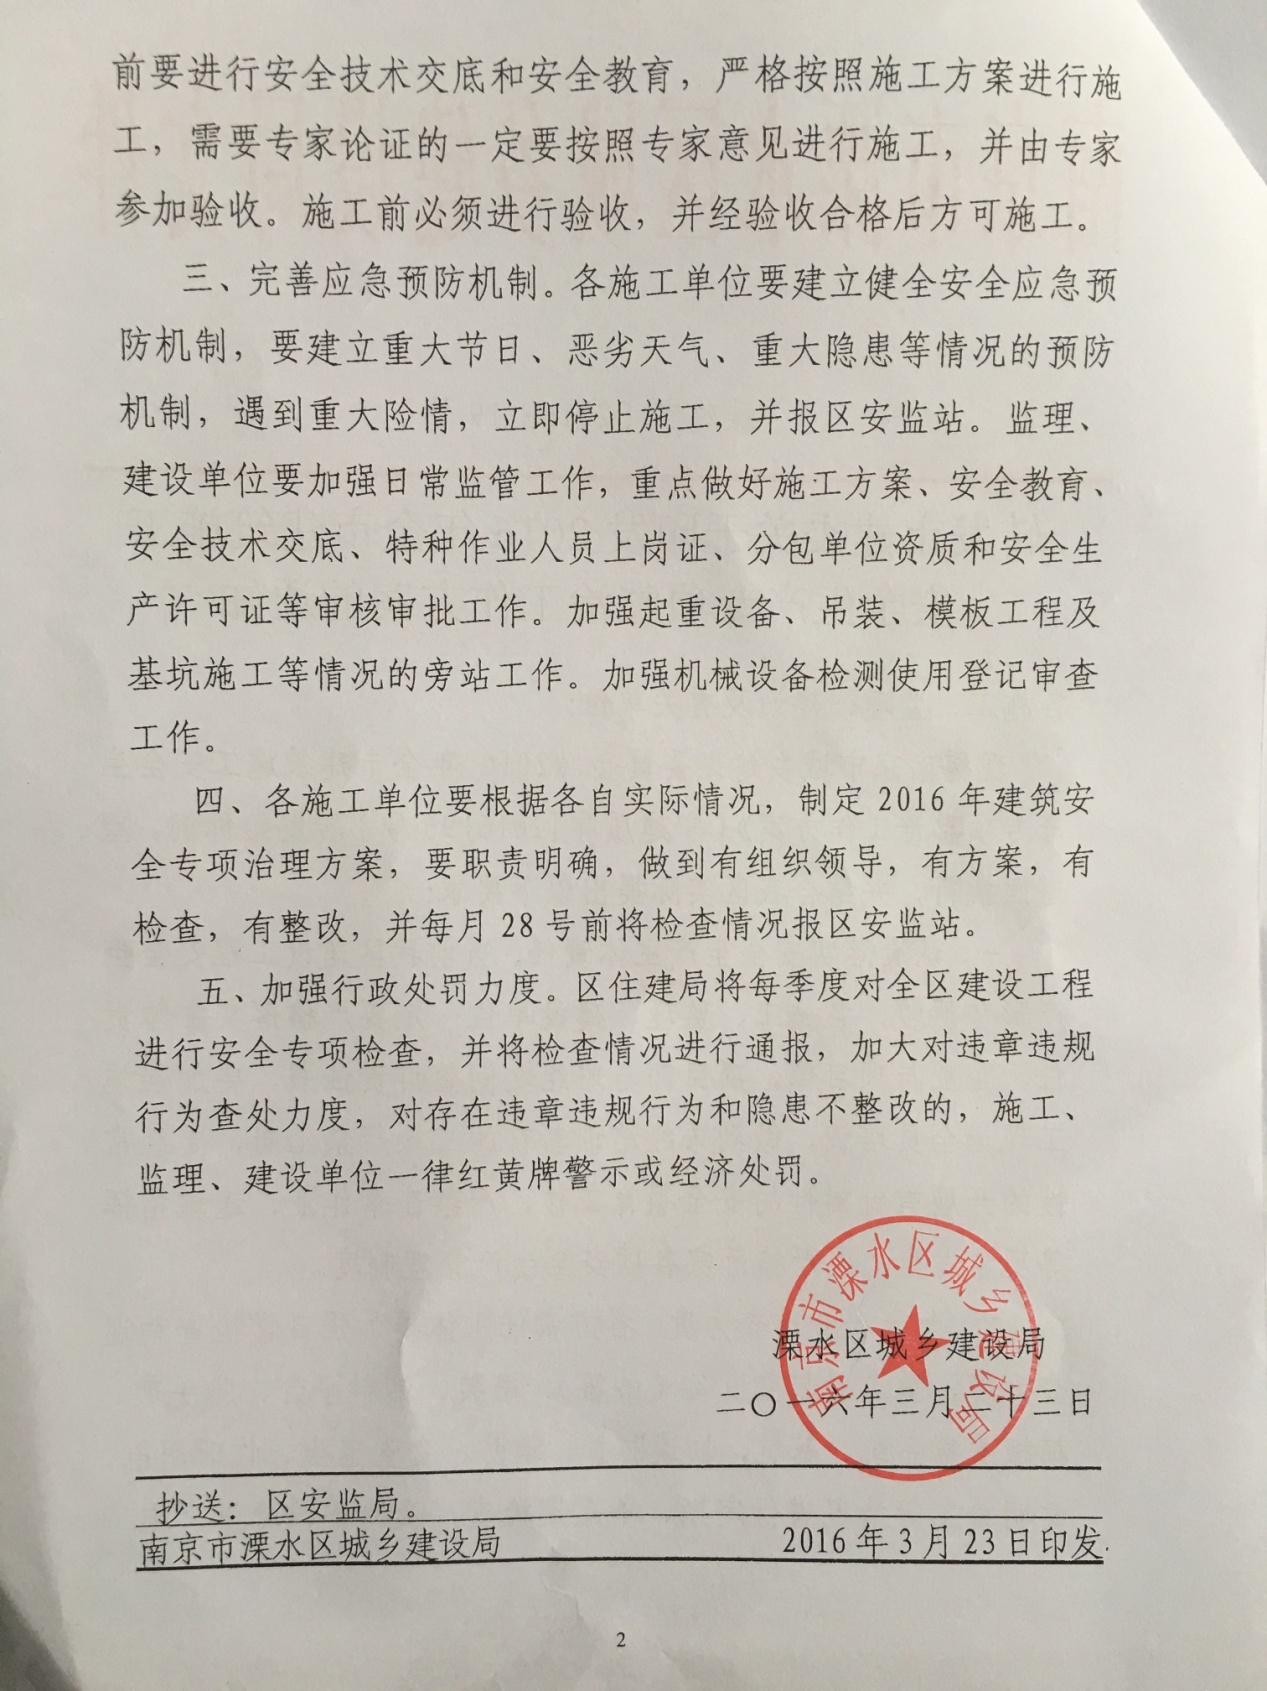 前要进行安全技术交底和安全教育，严格按照施工方案进行施
工，需要专家论证的一定要按照专家意见进行施工，并由专家
参加验收。施工前必须进行验收，并经验收合格后方可施工。
三、完善应急预防机制。各施工单位要建立健全安全应急预
防机制，要建立重大节日、恶劣天气、重大隐患等情况的预防
机制，遇到重大险情，立即停止施工，并报区安监站。监理、
建设单位要加强日常监管工作，重点做好施工方案、安全教育、
安全技术交底、特种作业人员上岗证、分包单位资质和安全生
产许可证等审核审批工作。加强起重设备、吊装、模板工程及
基坑施工等情况的旁站工作。加强机械设备检测使用登记审查
工作。
四、各施工单位要根据各自实际情况，制定 2016 年建筑安
全专项治理方案，要职责明确，做到有组织领导，有方案，有
检查，有整改，并每月 28 号前将检查情况报区安监站。
五、加强行政处罚力度。区住建局将每季度对全区建设工程
进行安全专项检查，并将检查情况进行通报，加大对违章违规
行为查处力度，对存在违章违规行为和隐患不整改的，施工、
监理、建设单位一律红黄牌警示或经济处罚。
南京市溧水区城乡建设局
溧水区城乡建设局
二〇一六年三月二十三日
抄送：区安监局。
南京市溧水区城乡建设局 2016 年 3 月 23 日印发
2